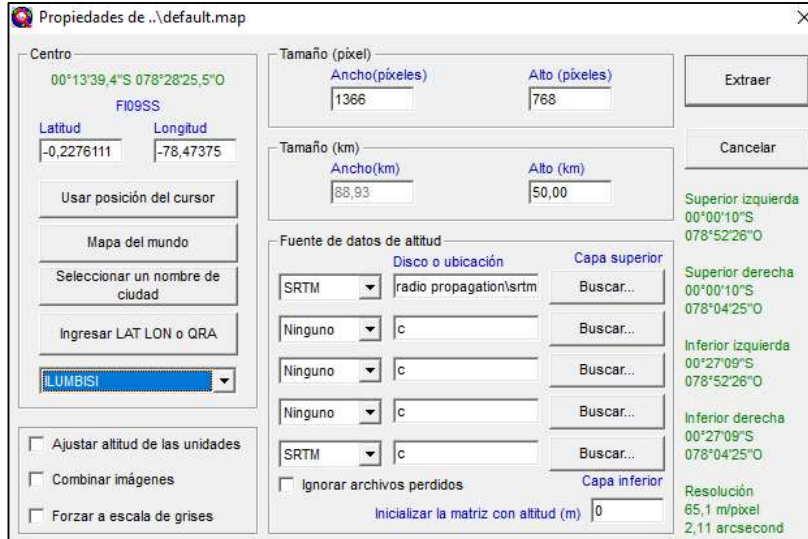 Propiedades de ..\default.map
Centro
00°13'39,4"S 078°28'25,5"O
FI09SS
Latitud Longitud
-0,2276111 -78,47375
Usar posición del cursor
Mapa del mundo
Seleccionar un nombre de
ciudad
Ingresar LAT LON o QRA
ILUMBISI
Ajustar altitud de las unidades
Combinar imágenes
Forzar a escala de grises
Tamaño (píxel)
Ancho(píxeles) Alto (píxeles)
1366 768
Tamaño (km)
Ancho(km) Alto (km)
88,93 50,00
Fuente de datos de altitud
Disco o ubicación Capa superior
SRTM radio propagation\srtm Buscar...
Ninguno c Buscar...
Ninguno c Buscar...
Ninguno c Buscar...
SRTM c Buscar...
Ignorar archivos perdidos Capa inferior
Inicializar la matriz con altitud (m) 0
Extraer
Cancelar
Superior izquierda
00°00'10"S
078°52'26"O
Superior derecha
00°00'10"S
078°04'25"O
Inferior izquierda
00°27'09"S
078°52'26"O
Inferior derecha
00°27'09"S
078°04'25"O
Resolución
65,1 m/pixel
2,11 arcsecond